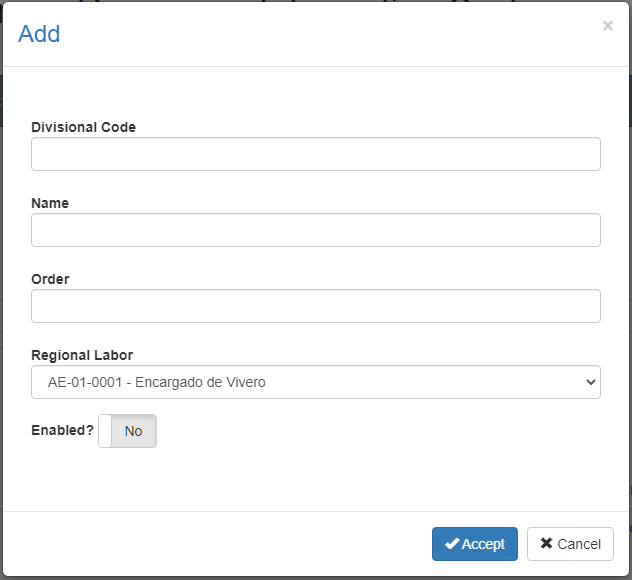 Add
×
Divisional Code
Name
Order
Regional Labor
AE-01-0001 - Encargado de Vivero
Enabled? No
Accept Cancel